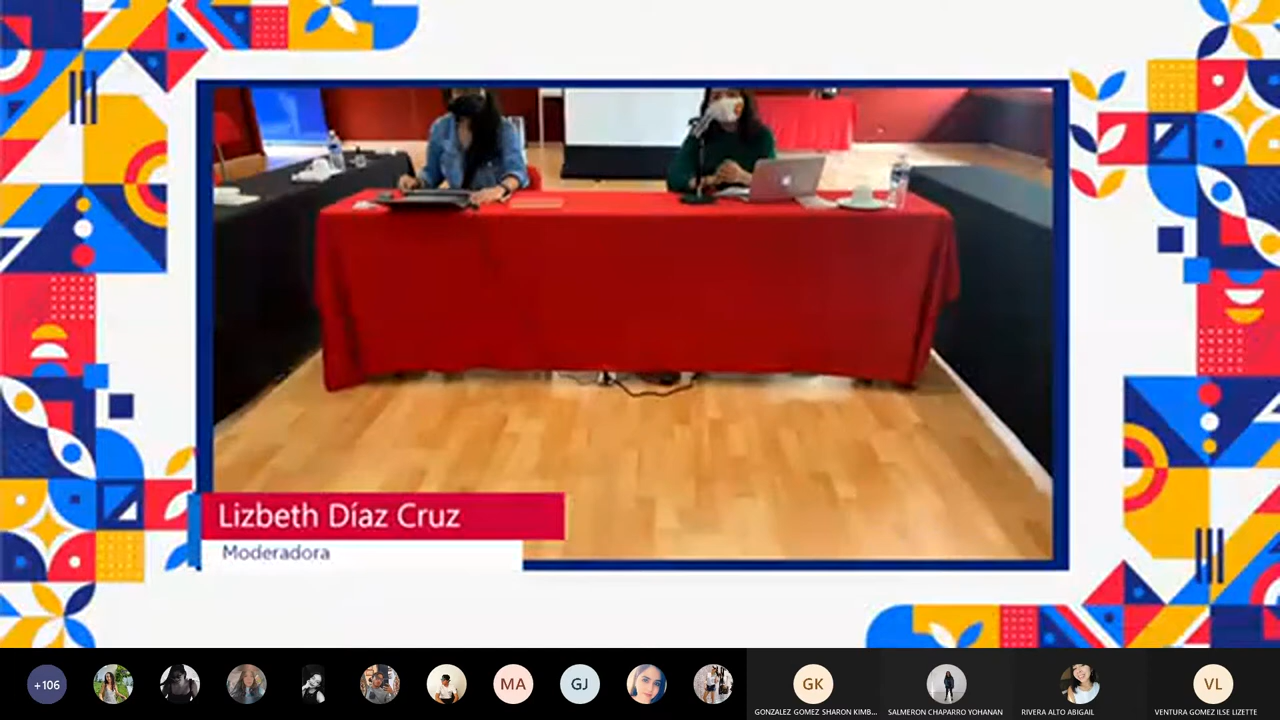 Lizbeth Díaz Cruz
Moderadora
+106
MA
GJ
GK
VL
GONZALEZ GOMEZ SHARON KIMB...
SALMERON CHAPARRO YOHANAN
RIVERA ALTO ABIGAIL
VENTURA GOMEZ ILSE LIZETTE